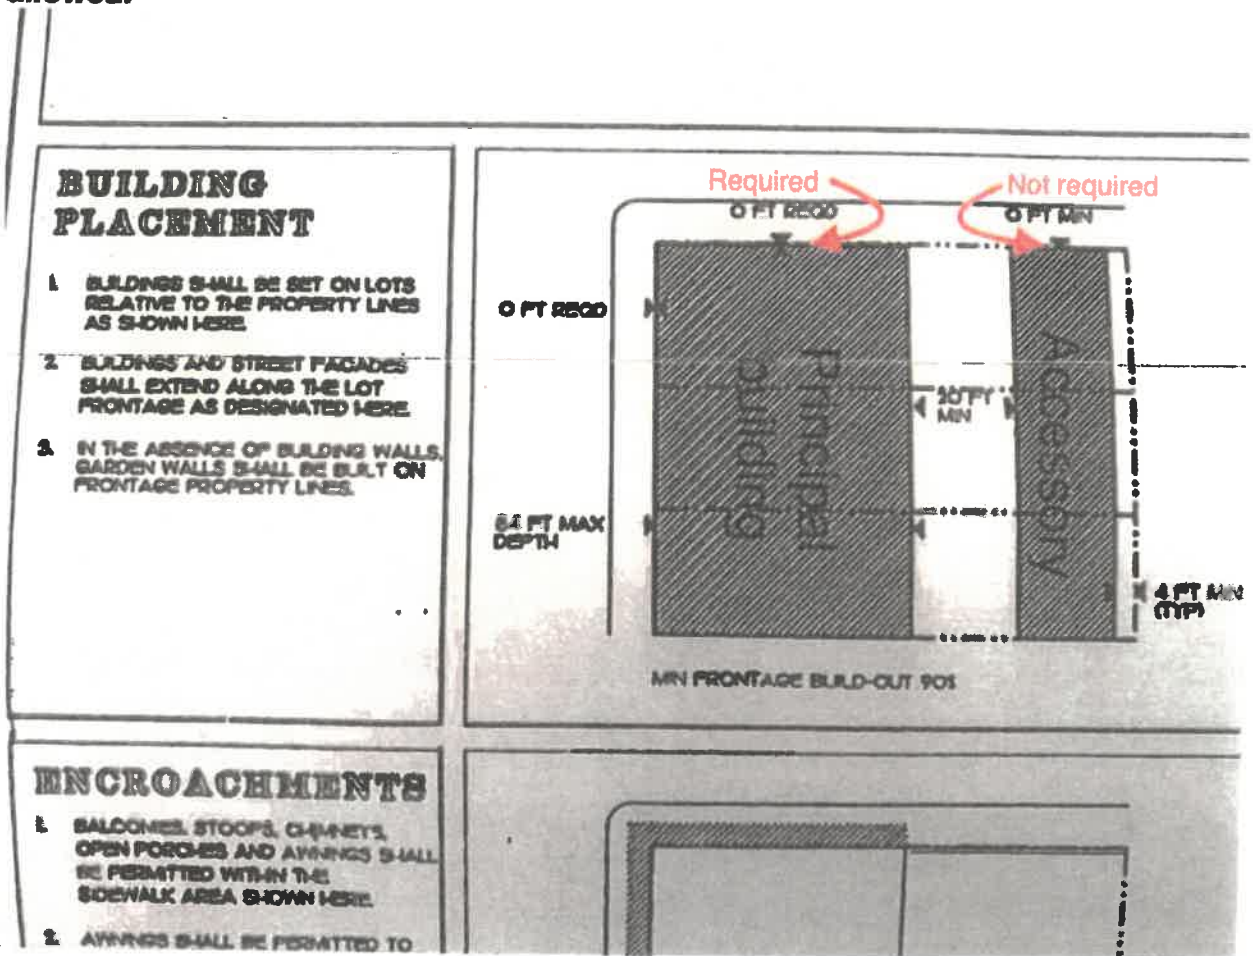 BUILDING
PLACEMENT
1. BUILDINGS SHALL BE SET ON LOTS
RELATIVE TO THE PROPERTY LINES
AS SHOWN HERE.
2. BUILDINGS AND STREET FACADES
SHALL EXTEND ALONG THE LOT
FRONTAGE AS DESIGNATED HERE.
3. IN THE ABSENCE OF BUILDING WALLS,
GARDEN WALLS SHALL BE BUILT ON
FRONTAGE PROPERTY LINES.
Required
Not required
0 FT REQD
0 FT MIN
0 FT REQD
Principal
building
Accessory
20 FT
MIN
64 FT MAX
DEPTH
4 FT MIN
(TYP)
MIN FRONTAGE BUILD-OUT 90%
ENCROACHMENTS
1. BALCONIES, STOOPS, CHIMNEYS,
OPEN PORCHES AND AWNINGS SHALL
BE PERMITTED WITHIN THE
SIDEWALK AREA SHOWN HERE.
2. AWNINGS SHALL BE PERMITTED TO